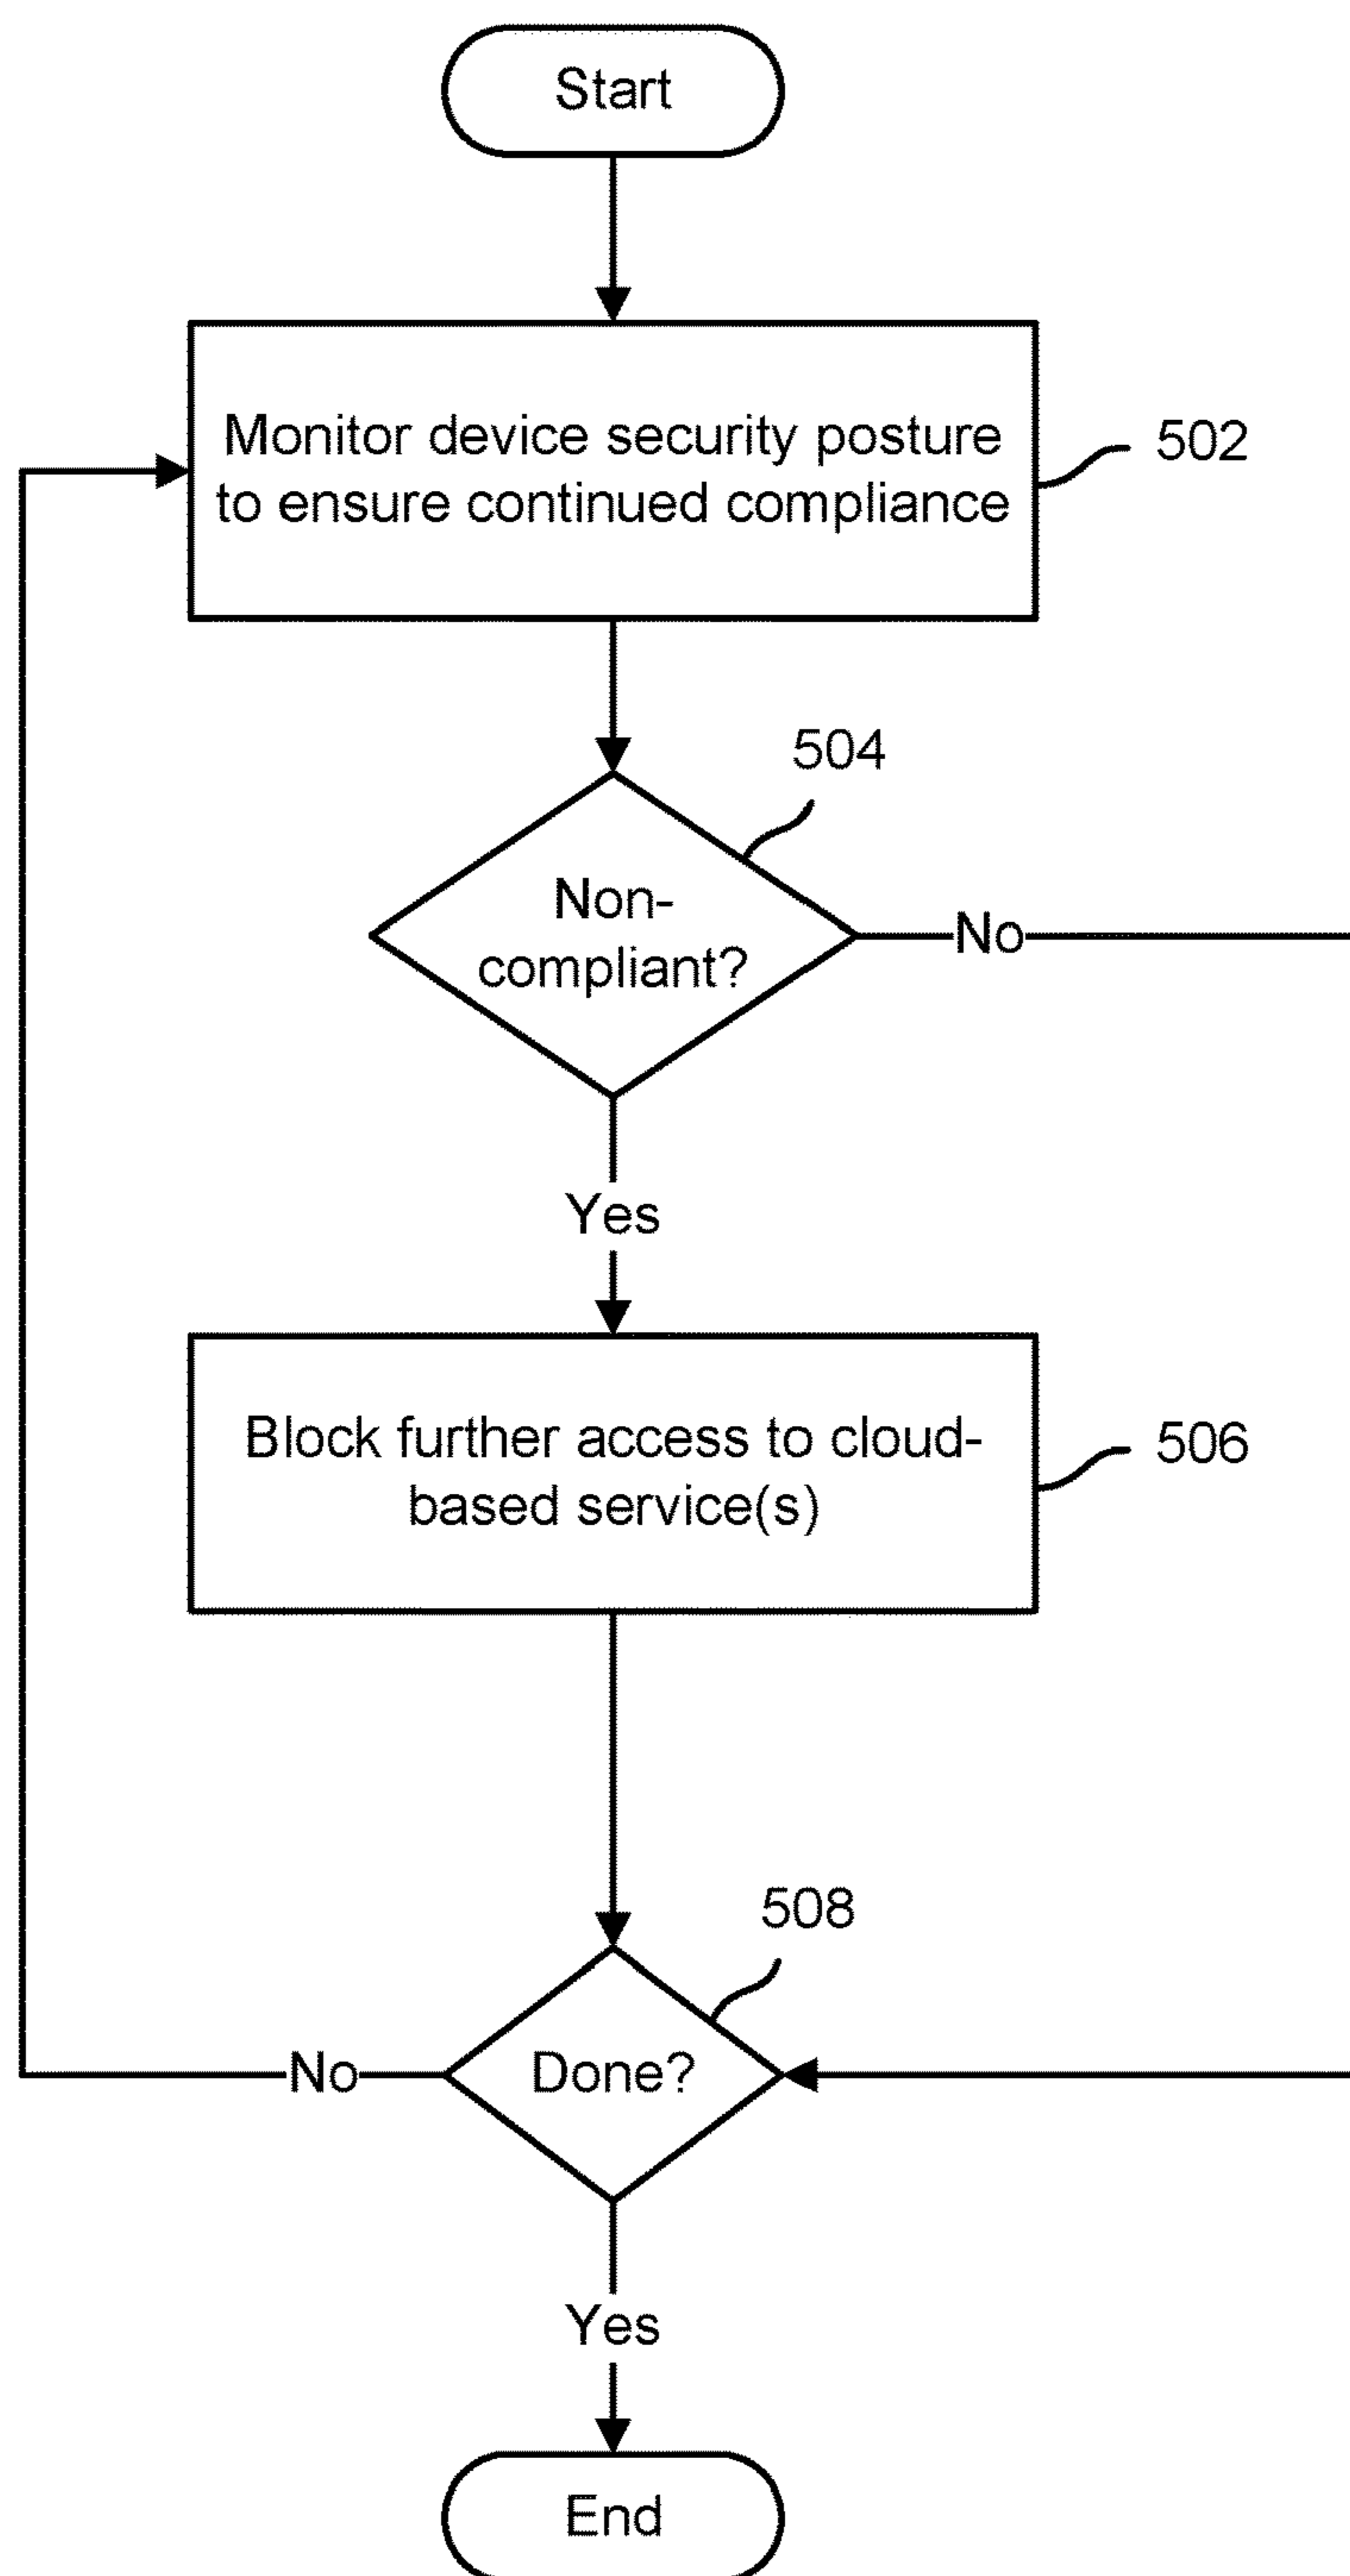 Start
Monitor device security posture
to ensure continued compliance
502
504
Non-
compliant?
No
Yes
Block further access to cloud-
based service(s)
506
508
Done?
No
Yes
End